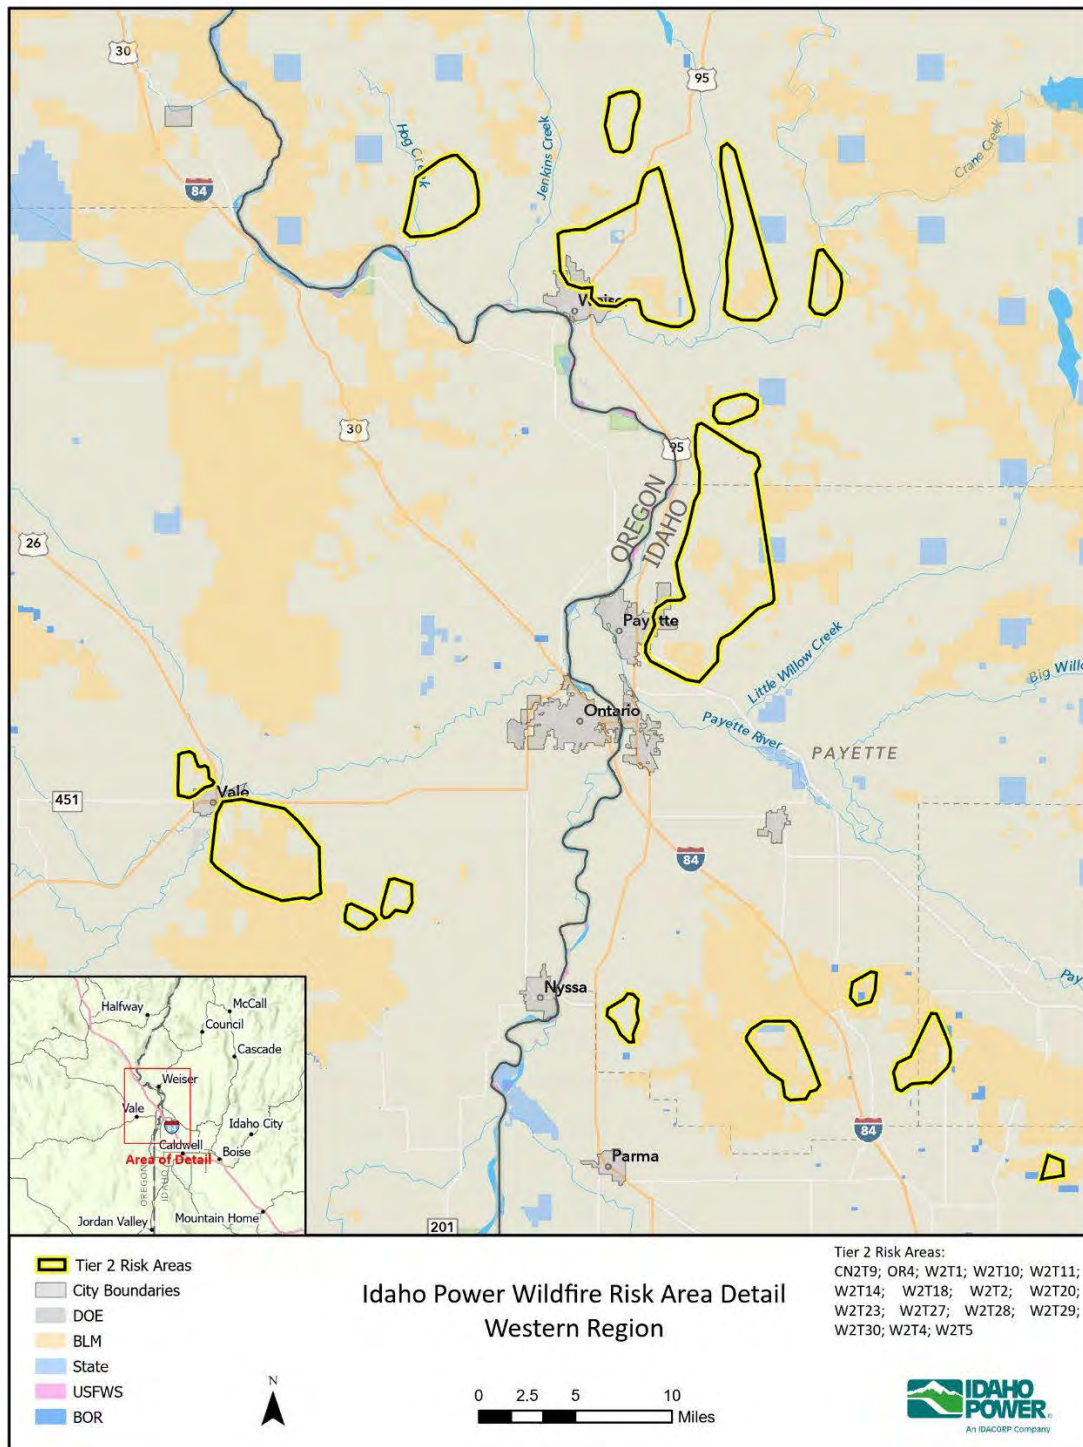 30
95
Hog Creek
Jenkins Creek
Crane Creek
84
Weiser
30
95
OREGON
IDAHO
26
Payette
Little Willow Creek
Big Willo
Ontario
Payette River
PAYETTE
Vale
451
84
Nyssa
Pay
84
Parma
201
Halfway
McCall
Council
Cascade
Weiser
Vale
Idaho City
Caldwell
Boise
Area of Detail
OREGON
IDAHO
Jordan Valley
Mountain Home
Tier 2 Risk Areas
City Boundaries
DOE
BLM
State
USFWS
BOR
N
Idaho Power Wildfire Risk Area Detail
Western Region
0 2.5 5 10
Miles
Tier 2 Risk Areas:
CN2T9; OR4; W2T1; W2T10; W2T11;
W2T14; W2T18; W2T2; W2T20;
W2T23; W2T27; W2T28; W2T29;
W2T30; W2T4; W2T5
IDAHO
POWER®
An IDACORP Company